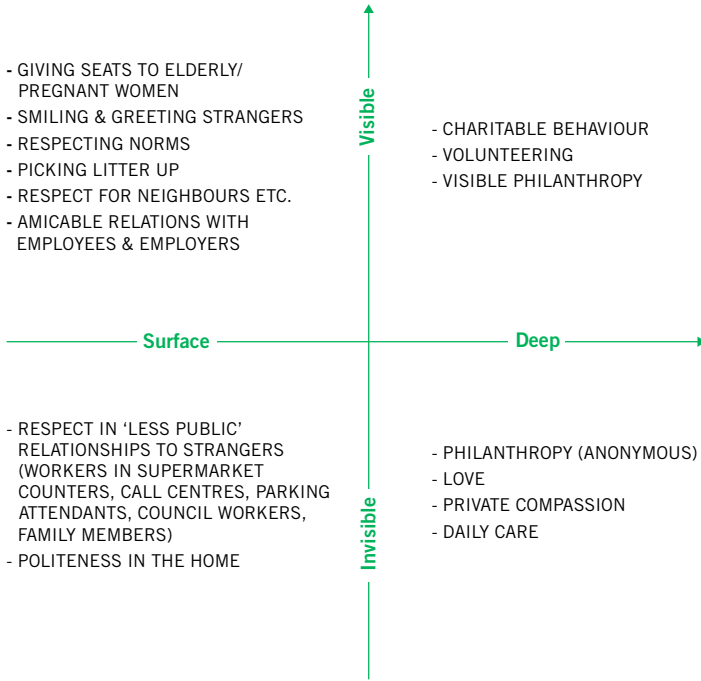 - GIVING SEATS TO ELDERLY/
PREGNANT WOMEN
- SMILING & GREETING STRANGERS
- RESPECTING NORMS
- PICKING LITTER UP
- RESPECT FOR NEIGHBOURS ETC.
- AMICABLE RELATIONS WITH
EMPLOYEES & EMPLOYERS
Visible
- CHARITABLE BEHAVIOUR
- VOLUNTEERING
- VISIBLE PHILANTHROPY
Surface
Deep
- RESPECT IN ‘LESS PUBLIC’
RELATIONSHIPS TO STRANGERS
(WORKERS IN SUPERMARKET
COUNTERS, CALL CENTRES, PARKING
ATTENDANTS, COUNCIL WORKERS,
FAMILY MEMBERS)
- POLITENESS IN THE HOME
Invisible
- PHILANTHROPY (ANONYMOUS)
- LOVE
- PRIVATE COMPASSION
- DAILY CARE